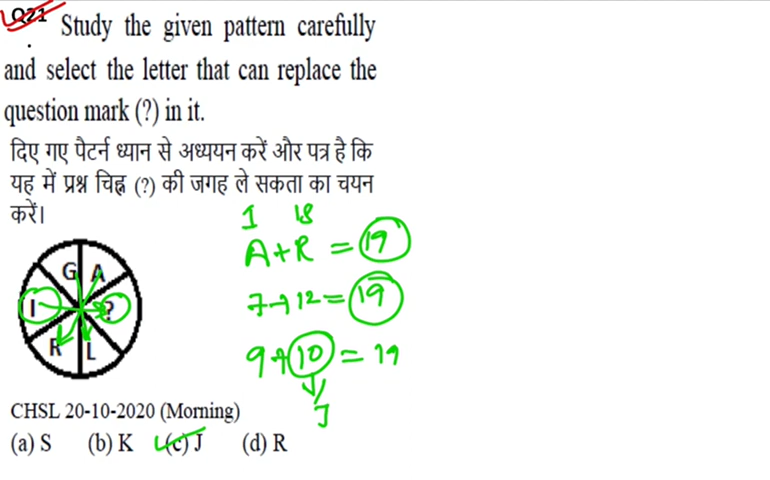 Q21 Study the given pattern carefully
and select the letter that can replace the
question mark (?) in it.
दिए गए पैटर्न ध्यान से अध्ययन करें और पत्र है कि
यह में प्रश्न चिह्न (?) की जगह ले सकता का चयन
करें।
1 18
A+R = 19
7→12 = 19
9+10 = 19
J
G A
I ?
R L
CHSL 20-10-2020 (Morning)
(a) S (b) K (c) J (d) R